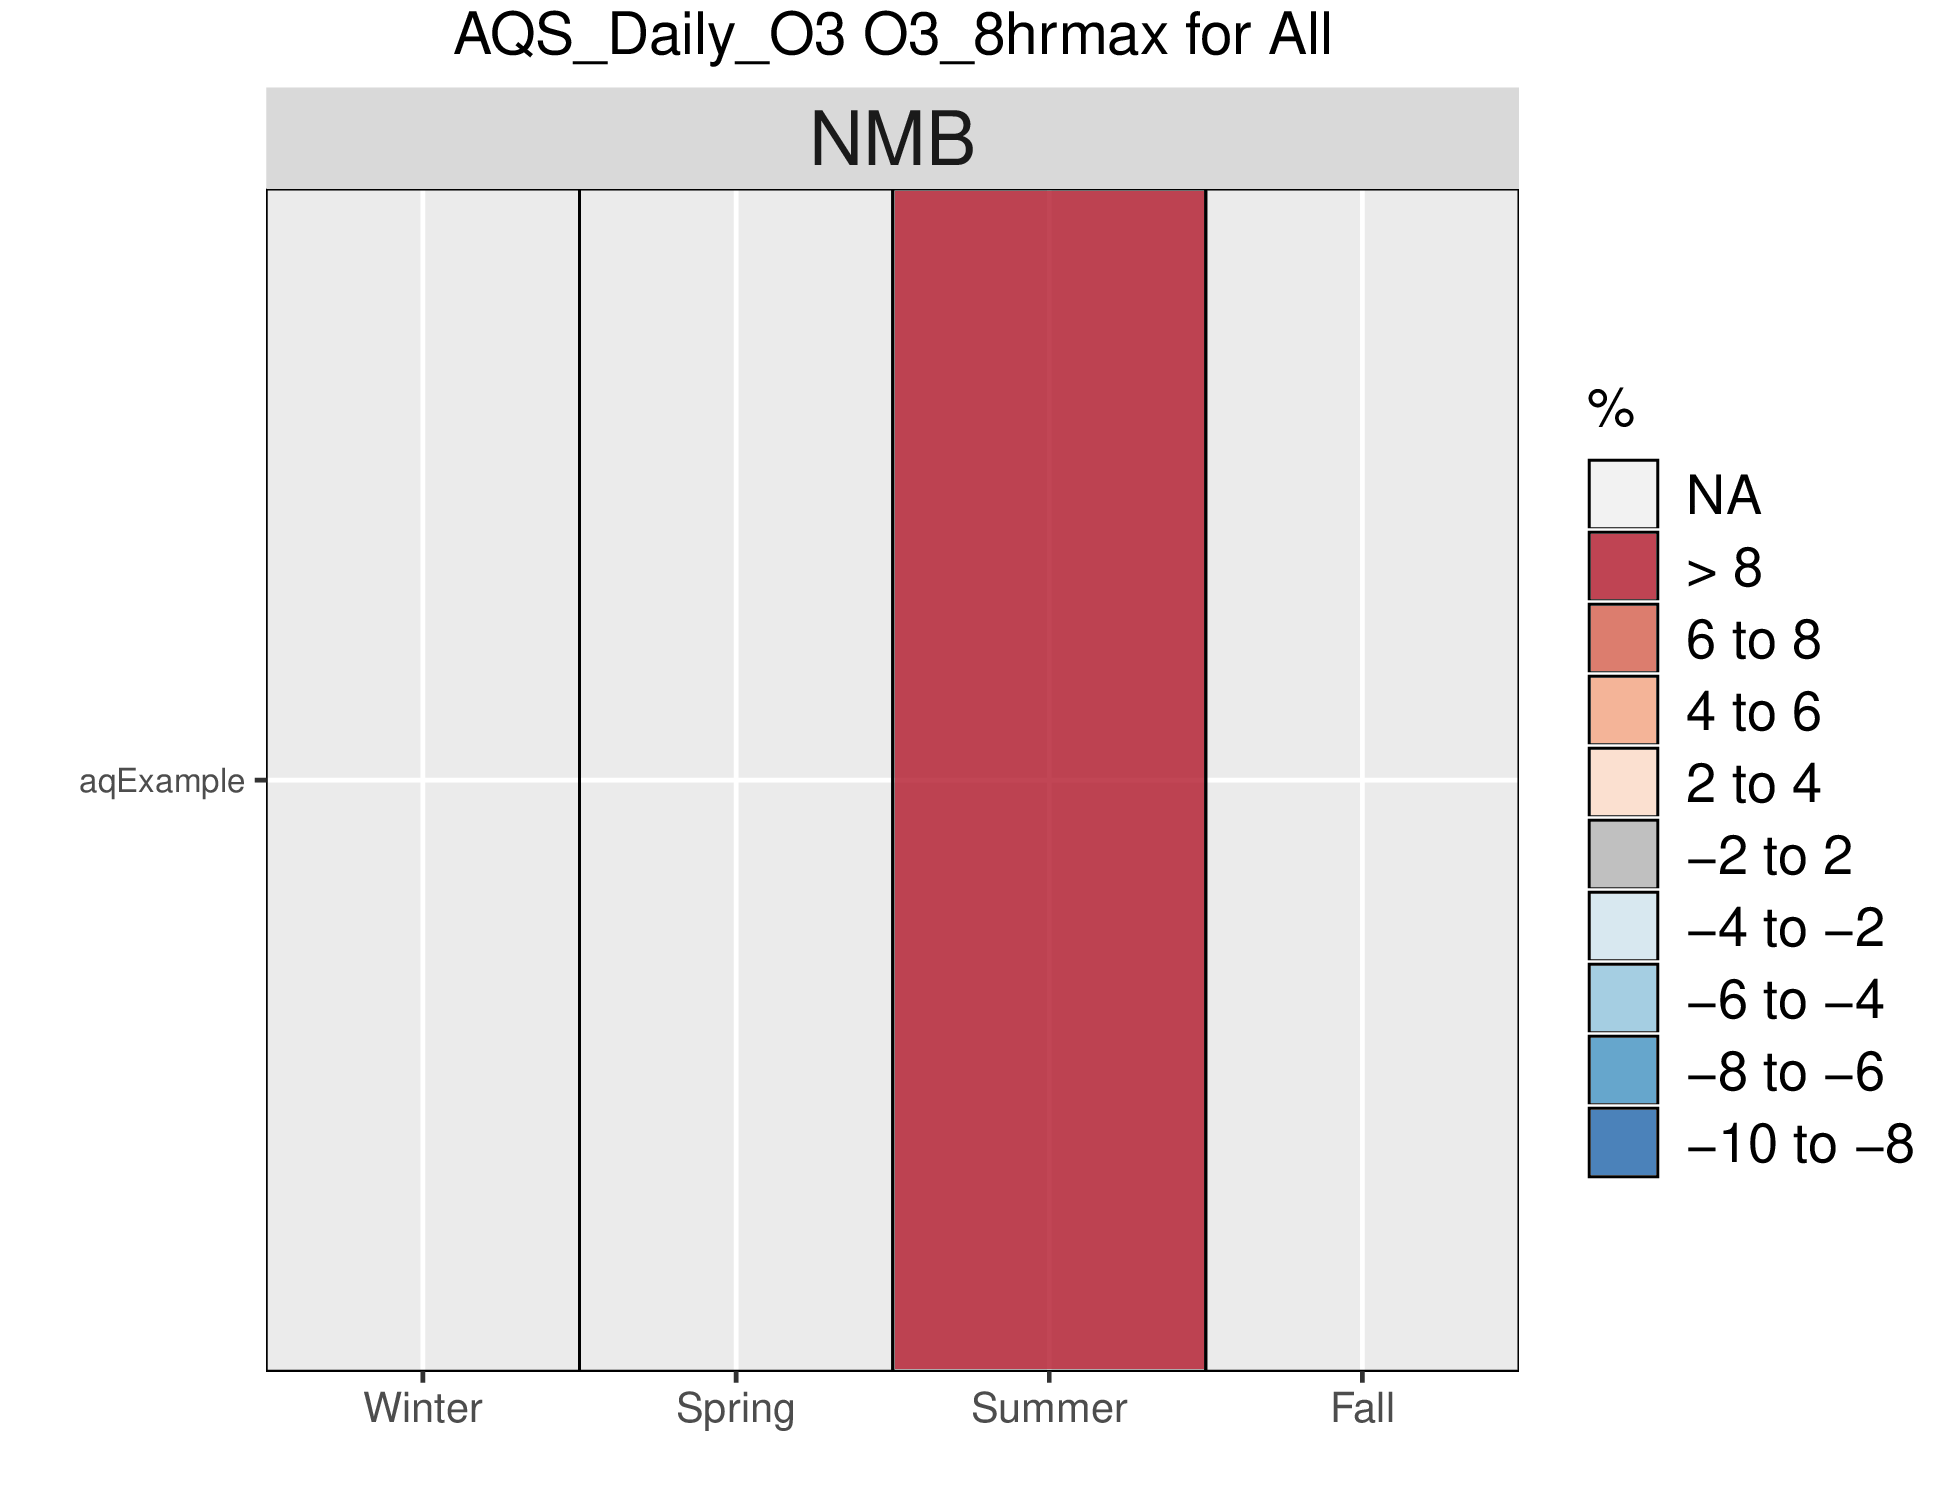 AQS_Daily_O3 O3_8hrmax for All
NMB
%
NA
> 8
6 to 8
4 to 6
2 to 4
−2 to 2
−4 to −2
−6 to −4
−8 to −6
−10 to −8
aqExample
Winter Spring Summer Fall